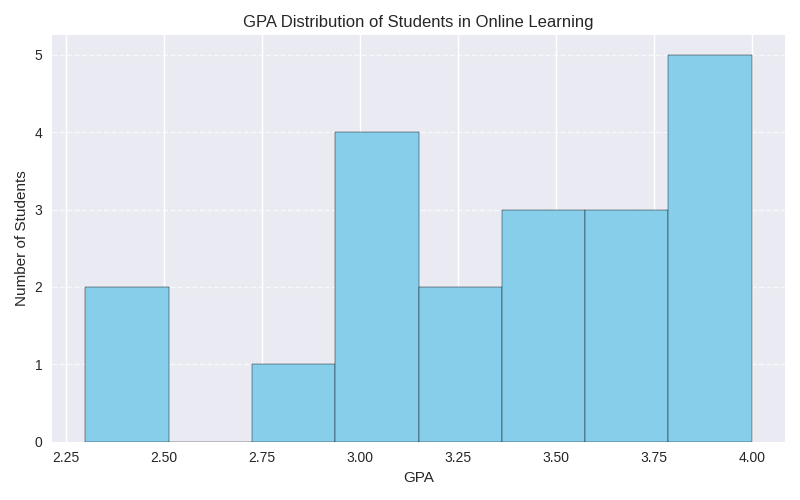 GPA Distribution of Students in Online Learning
5
4
3
2
1
0
Number of Students
2.25 2.50 2.75 3.00 3.25 3.50 3.75 4.00
GPA